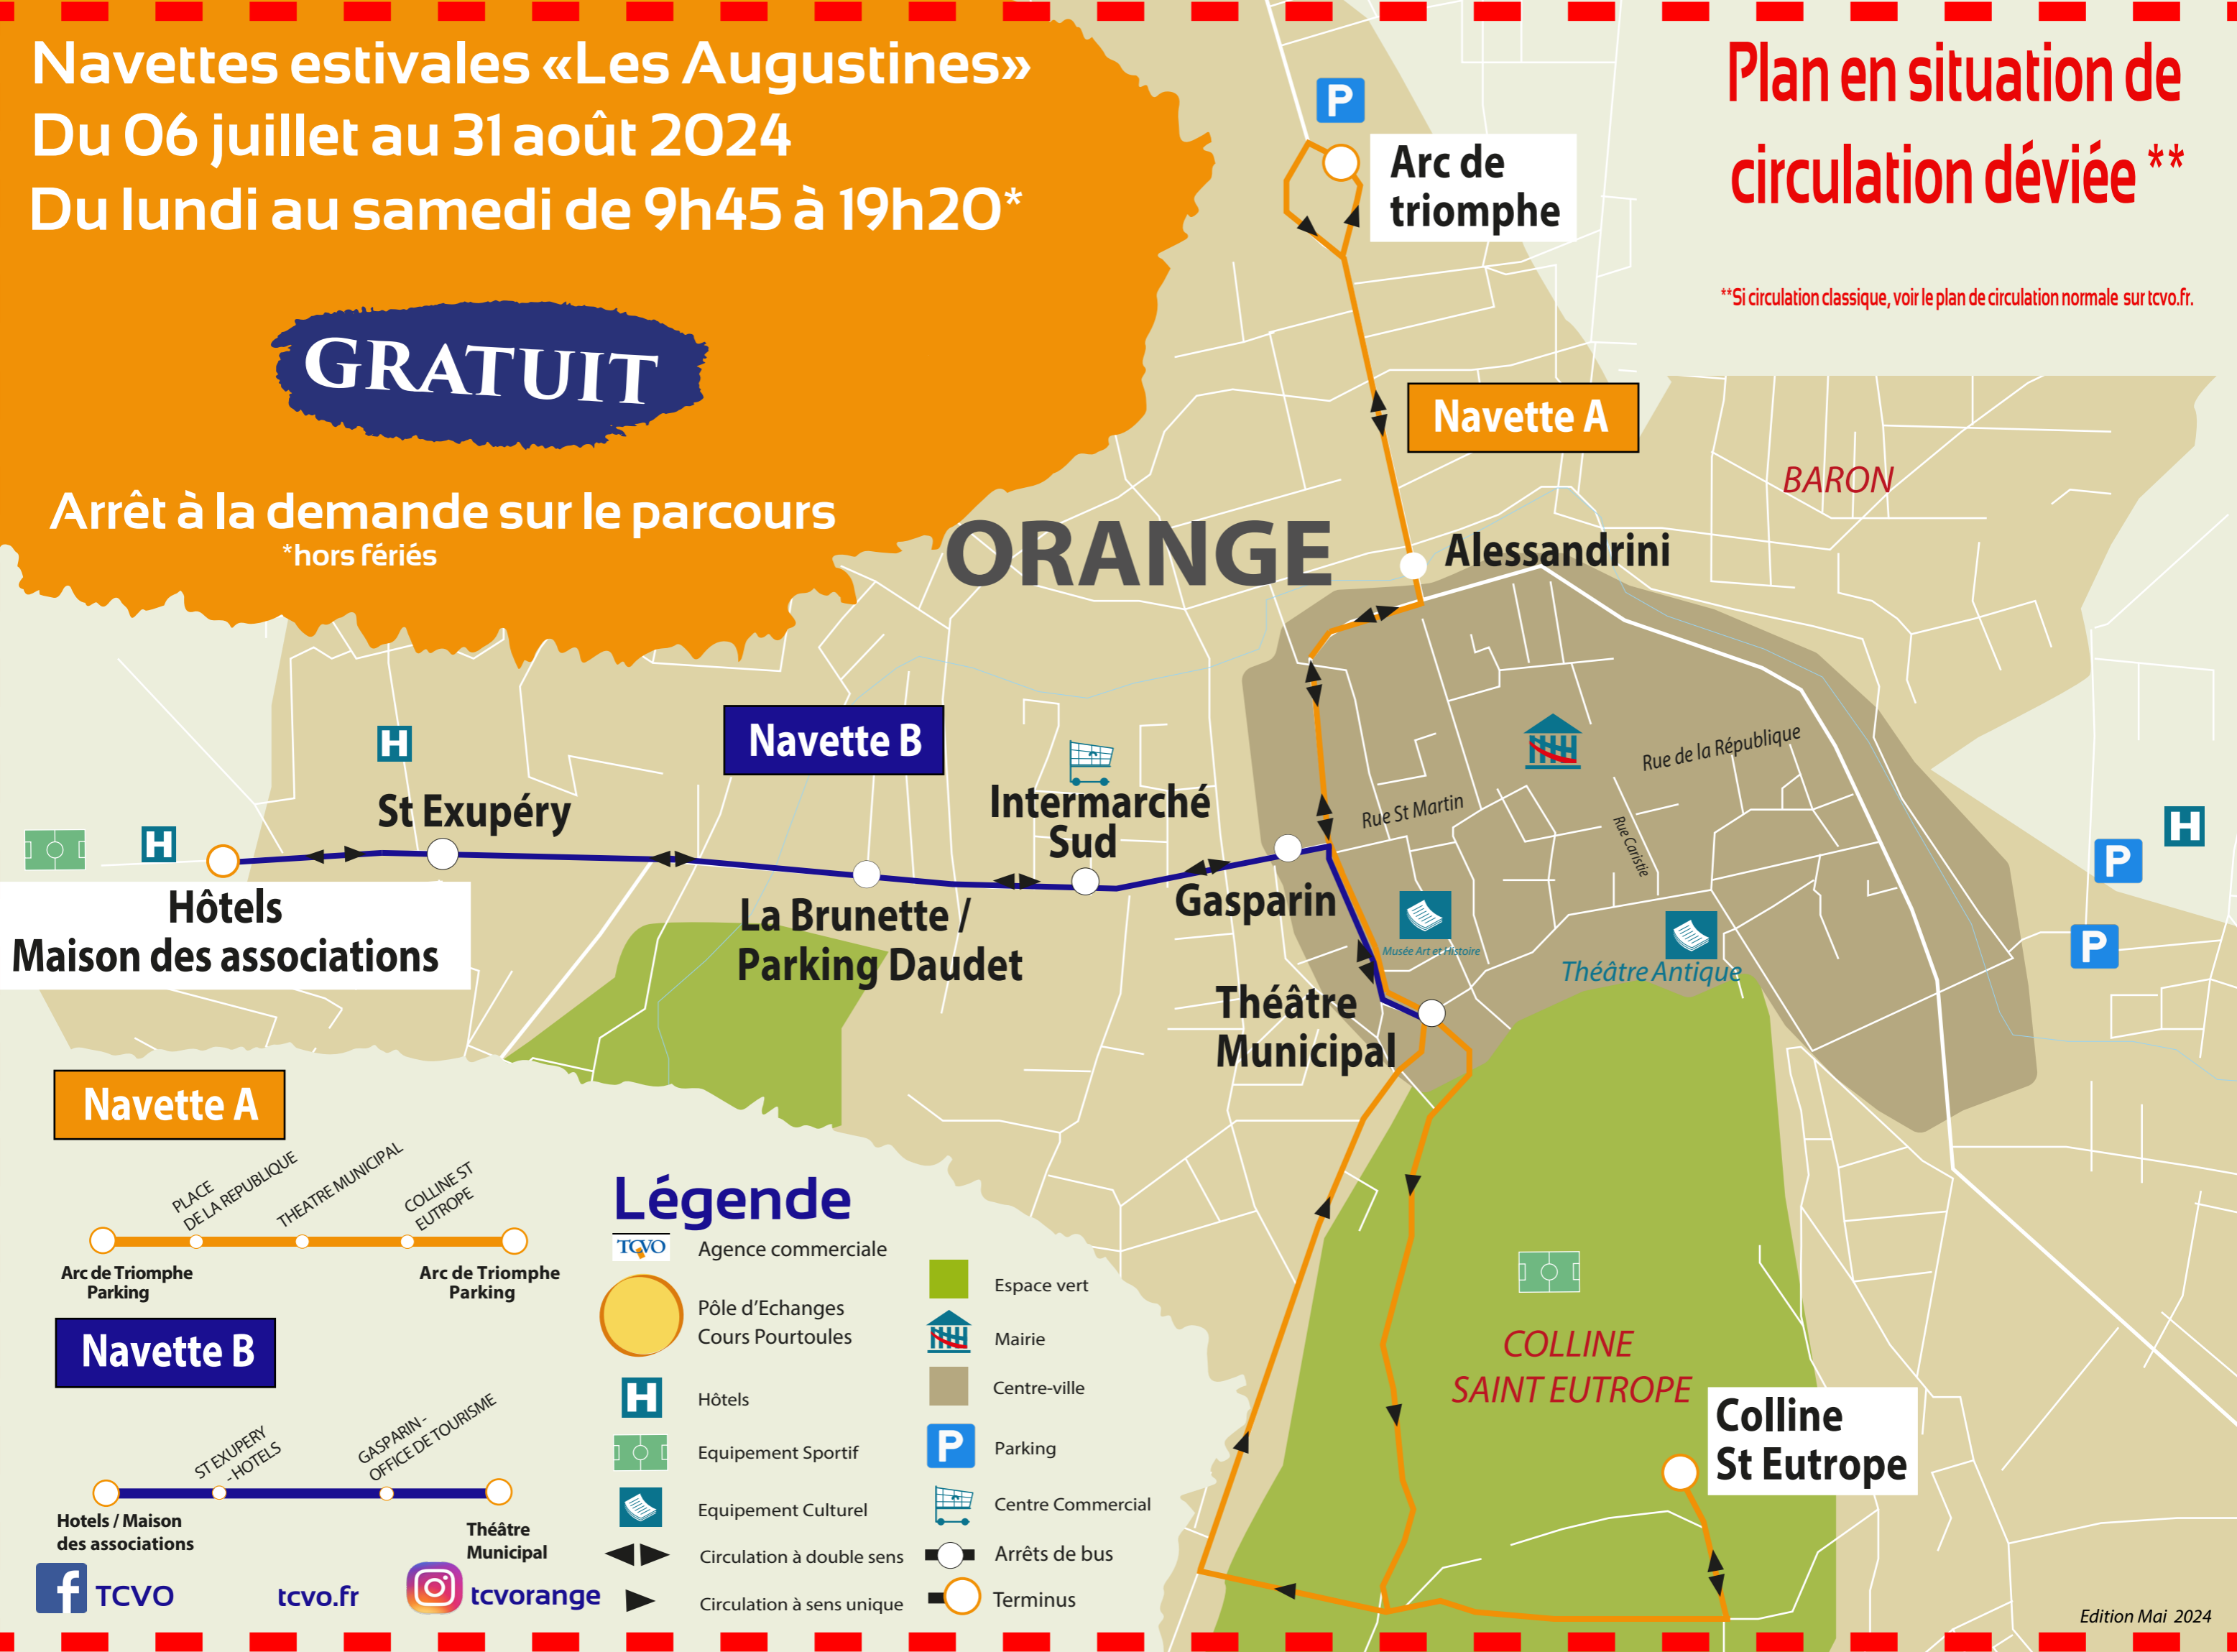 Navettes estivales «Les Augustines»
Du 06 juillet au 31 août 2024
Du lundi au samedi de 9h45 à 19h20*
GRATUIT
Arrêt à la demande sur le parcours
*hors fériés
Plan en situation de
circulation déviée **
**Si circulation classique, voir le plan de circulation normale sur tcvo.fr.
P
Arc de
triomphe
Navette A
BARON
ORANGE
Alessandrini
Navette B
H
St Exupéry
Intermarché
Sud
Rue de la République
Rue St Martin
Rue Caristie
H
H
P
P
Hôtels
Maison des associations
La Brunette /
Parking Daudet
Gasparin
Musée Art et Histoire
Théâtre Antique
Théâtre
Municipal
COLLINE
SAINT EUTROPE
Colline
St Eutrope
Navette A
PLACE
DE LA REPUBLIQUE
THEATRE MUNICIPAL
COLLINE ST
EUTROPE
Arc de Triomphe
Parking
Arc de Triomphe
Parking
Navette B
ST EXUPERY
- HOTELS
GASPARIN -
OFFICE DE TOURISME
Hotels / Maison
des associations
Théâtre
Municipal
f TCVO
tcvo.fr
tcvorange
Légende
TCVO
Agence commerciale
Pôle d'Echanges
Cours Pourtoules
H
Hôtels
Equipement Sportif
Equipement Culturel
Circulation à double sens
Circulation à sens unique
Espace vert
Mairie
Centre-ville
P
Parking
Centre Commercial
Arrêts de bus
Terminus
Edition Mai 2024